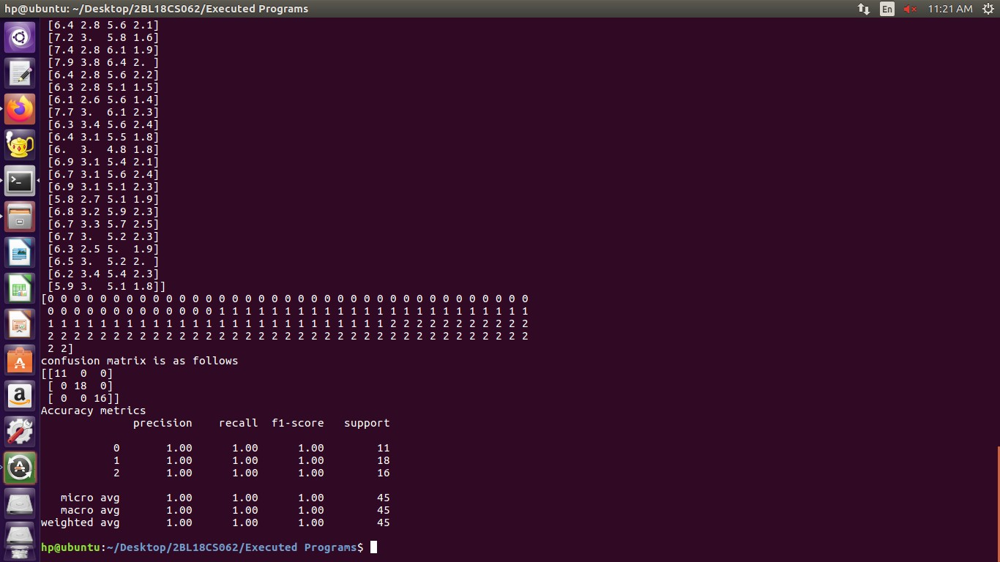 hp@ubuntu: ~/Desktop/2BL18CS062/Executed Programs En 11:21 AM
[6.4 2.8 5.6 2.1]
[7.2 3.  5.8 1.6]
[7.4 2.8 6.1 1.9]
[7.9 3.8 6.4 2. ]
[6.4 2.8 5.6 2.2]
[6.3 2.8 5.1 1.5]
[6.1 2.6 5.6 1.4]
[7.7 3.  6.1 2.3]
[6.3 3.4 5.6 2.4]
[6.4 3.1 5.5 1.8]
[6.  3.  4.8 1.8]
[6.9 3.1 5.4 2.1]
[6.7 3.1 5.6 2.4]
[6.9 3.1 5.1 2.3]
[5.8 2.7 5.1 1.9]
[6.8 3.2 5.9 2.3]
[6.7 3.3 5.7 2.5]
[6.7 3.  5.2 2.3]
[6.3 2.5 5.  1.9]
[6.5 3.  5.2 2. ]
[6.2 3.4 5.4 2.3]
[5.9 3.  5.1 1.8]]
[0 0 0 0 0 0 0 0 0 0 0 0 0 0 0 0 0 0 0 0 0 0 0 0 0 0 0 0 0 0 0 0 0 0 0 0 0
0 0 0 0 0 0 0 0 0 0 0 0 0 1 1 1 1 1 1 1 1 1 1 1 1 1 1 1 1 1 1 1 1 1 1 1 1
1 1 1 1 1 1 1 1 1 1 1 1 1 1 1 1 1 1 1 1 1 1 1 1 1 1 2 2 2 2 2 2 2 2 2 2 2
2 2 2 2 2 2 2 2 2 2 2 2 2 2 2 2 2 2 2 2 2 2 2 2 2 2 2 2 2 2 2 2 2 2 2 2 2
2 2]
confusion matrix is as follows
[[11  0  0]
[ 0 18  0]
[ 0  0 16]]
Accuracy metrics
precision    recall  f1-score   support
0       1.00      1.00      1.00        11
1       1.00      1.00      1.00        18
2       1.00      1.00      1.00        16
micro avg       1.00      1.00      1.00        45
macro avg       1.00      1.00      1.00        45
weighted avg       1.00      1.00      1.00        45
hp@ubuntu:~/Desktop/2BL18CS062/Executed Programs$